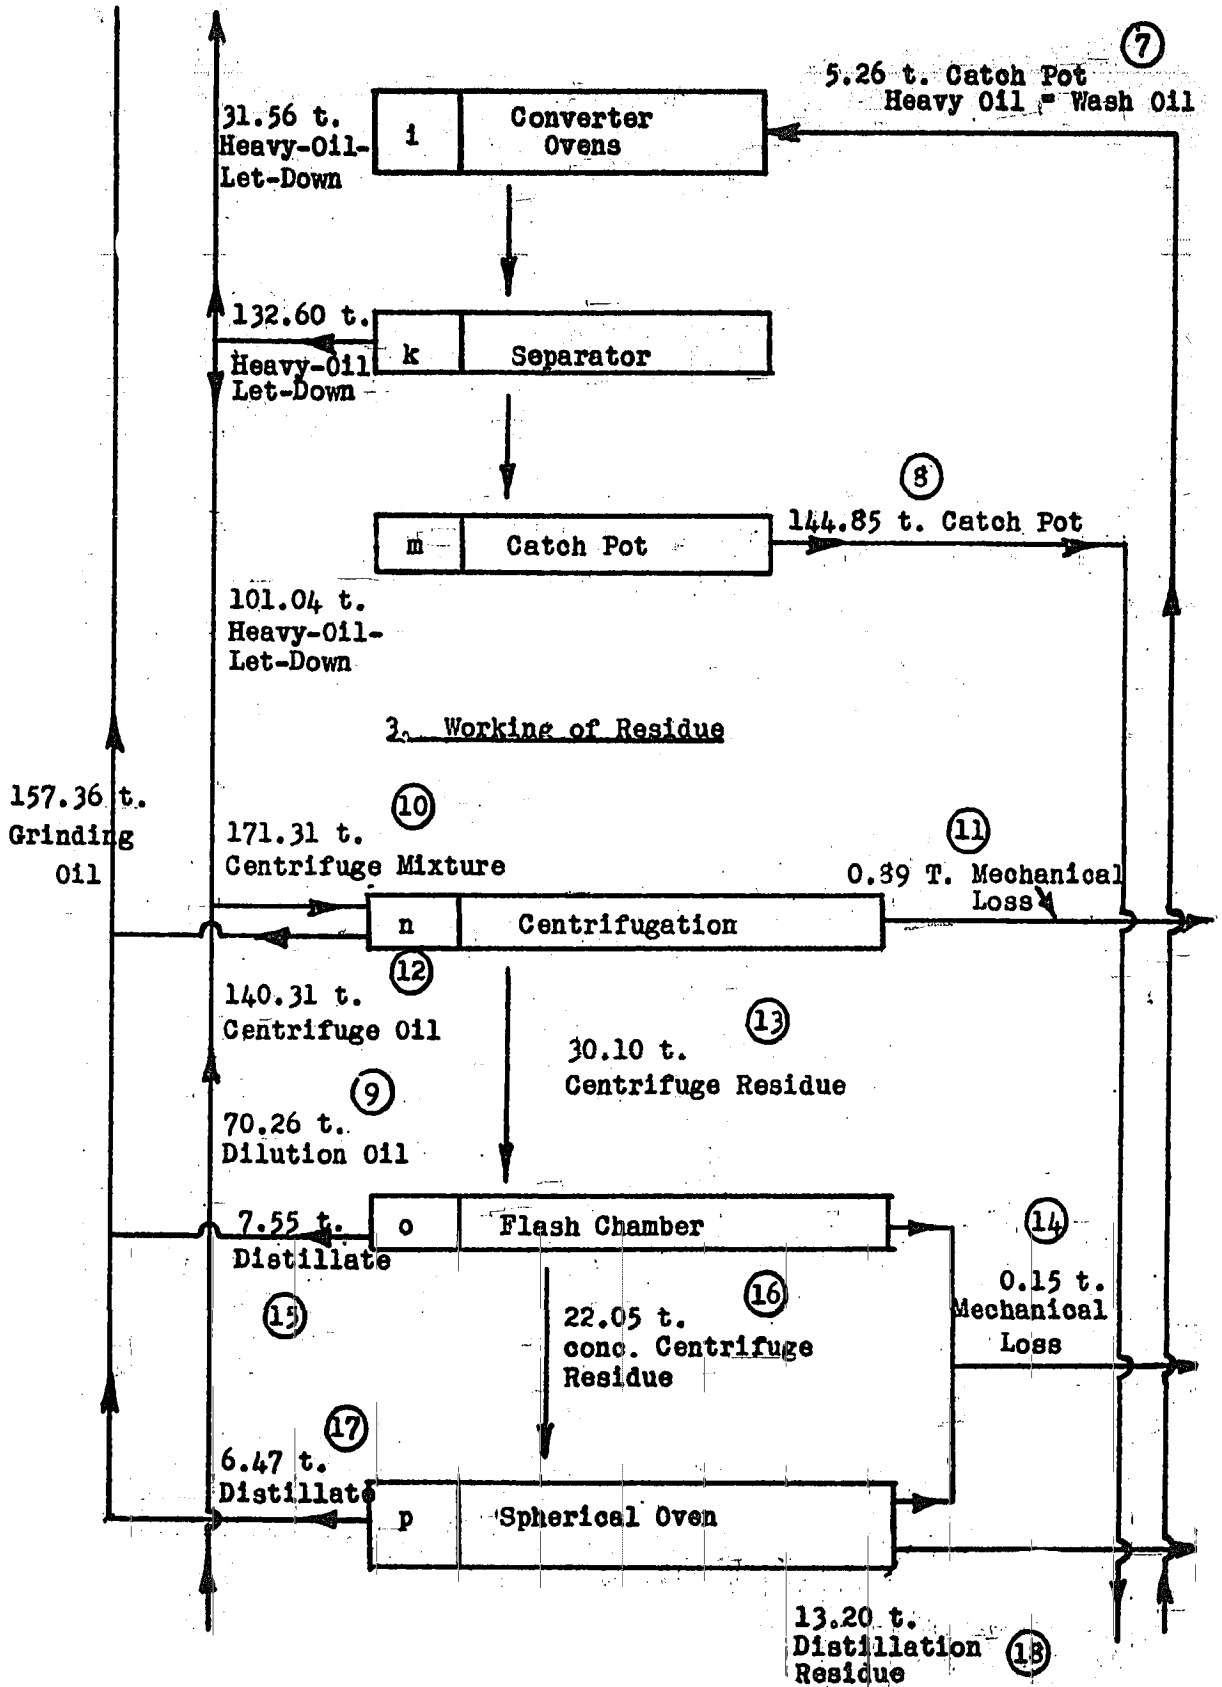 7
5.26 t. Catch Pot
Heavy Oil = Wash Oil
31.56 t.
Heavy-Oil-
Let-Down
i
Converter
Ovens
132.60 t.
Heavy-Oil
Let-Down
k
Separator
8
144.85 t. Catch Pot
m
Catch Pot
101.04 t.
Heavy-Oil-
Let-Down
3. Working of Residue
157.36 t.
Grinding
Oil
10
171.31 t.
Centrifuge Mixture
11
0.89 T. Mechanical
Loss
n
Centrifugation
12
140.31 t.
Centrifuge Oil
13
30.10 t.
Centrifuge Residue
9
70.26 t.
Dilution Oil
7.55 t.
Distillate
o
Flash Chamber
14
0.15 t.
Mechanical
Loss
15
16
22.05 t.
conc. Centrifuge
Residue
17
6.47 t.
Distillate
p
Spherical Oven
13.20 t.
Distillation
Residue
18